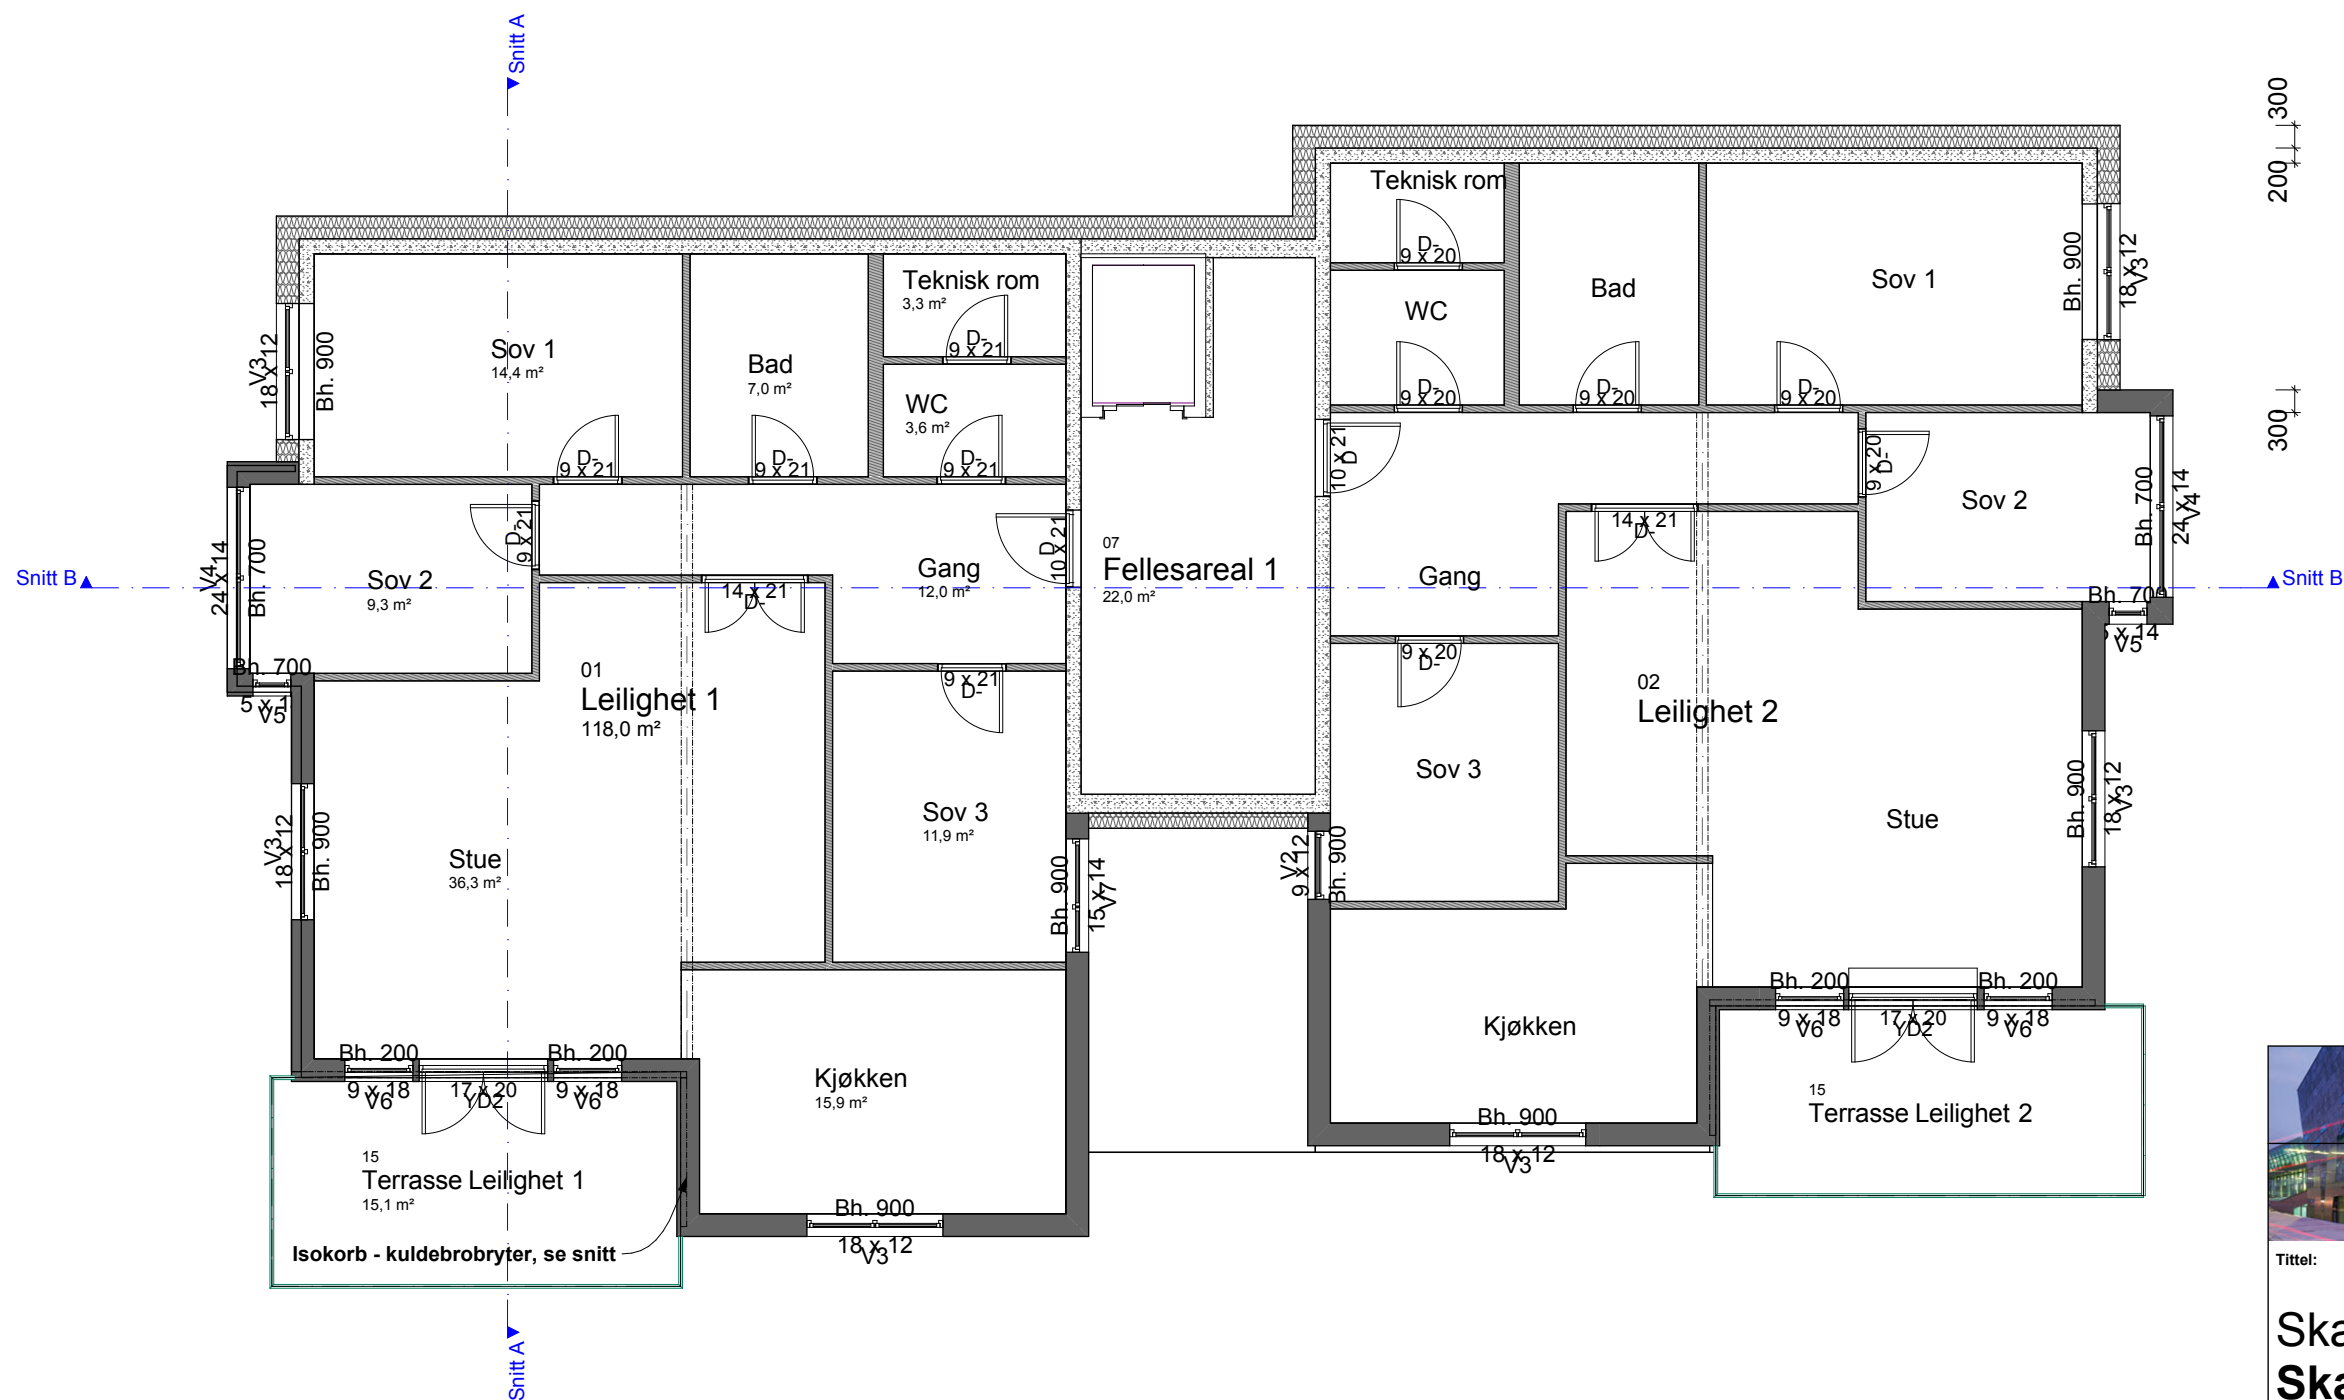 Snitt A
300
200
300
Teknisk rom
D-
9 x 20
WC
D-
9 x 20
Bad
D-
9 x 20
Sov 1
D-
9 x 20
Bh. 900
18 x 12
V3
Teknisk rom
3,3 m²
D-
9 x 21
Sov 1
14,4 m²
D-
9 x 21
Bad
7,0 m²
D-
9 x 21
WC
3,6 m²
D-
9 x 21
V3
18 x 12
Bh. 900
10 x 21
D
9 x 20
D-
Sov 2
Bh. 700
24 x 14
V4
Snitt B
V4
24 x 14
Bh. 700
Sov 2
9,3 m²
D-
9 x 21
14 x 21
D-
Gang
12,0 m²
D
10 x 21
07
Fellesareal 1
22,0 m²
Gang
14 x 21
D-
Snitt B
Bh. 700
x 14
V5
Bh. 700
5 x 1
V5
01
Leilighet 1
118,0 m²
9 x 21
D-
9 x 20
D-
02
Leilighet 2
Sov 3
Stue
Bh. 900
18 x 12
V3
Sov 3
11,9 m²
V3
18 x 12
Bh. 900
Stue
36,3 m²
Bh. 900
15 x 14
V7
V2
9 x 12
Bh. 900
Bh. 200
Bh. 200
9 x 18
V6
17 x 20
YD2
9 x 18
V6
Kjøkken
Bh. 200
Bh. 200
9 x 18
V6
17 x 20
YD2
9 x 18
V6
Kjøkken
15,9 m²
15
Terrasse Leilighet 2
Bh. 900
18 x 12
V3
15
Terrasse Leilighet 1
15,1 m²
Bh. 900
18 x 12
V3
Isokorb - kuldebrobryter, se snitt
Tittel:
Ska
Ska
Snitt A